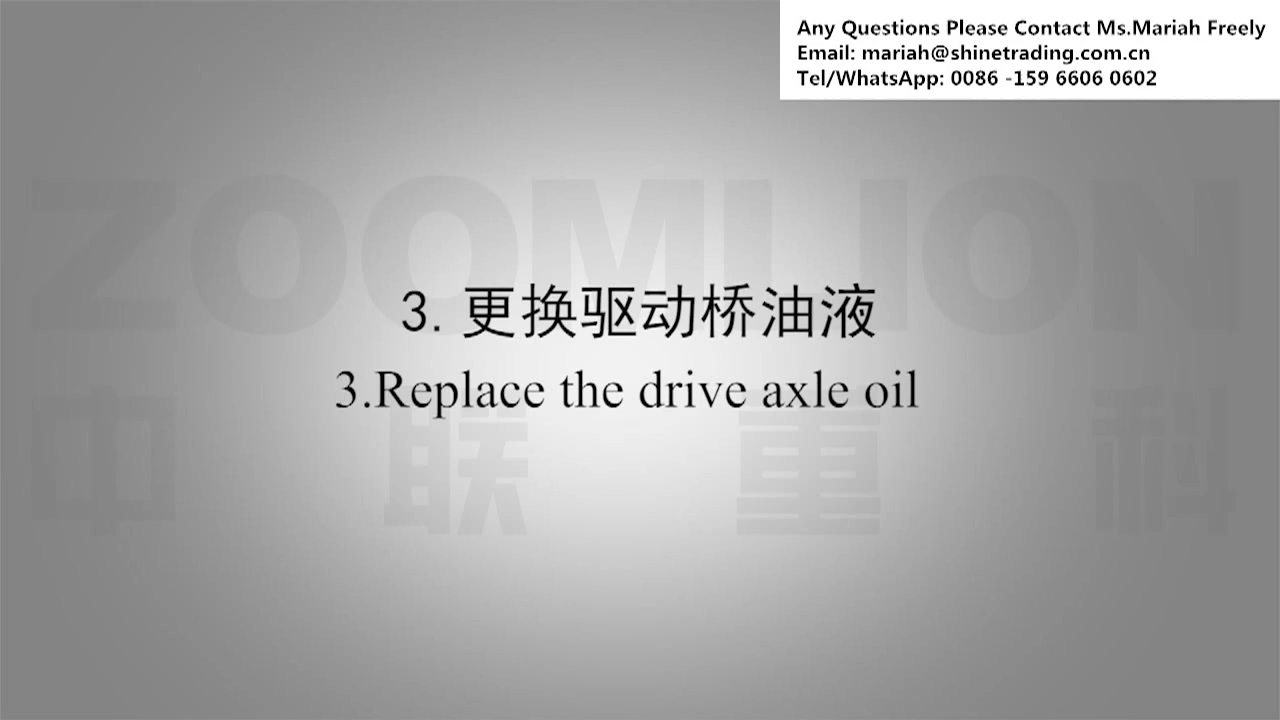 Any Questions Please Contact Ms.Mariah Freely
Email: mariah@shinetrading.com.cn
Tel/WhatsApp: 0086 -159 6606 0602
ZOOMLION
3.更换驱动桥油液
3.Replace the drive axle oil
中联重科